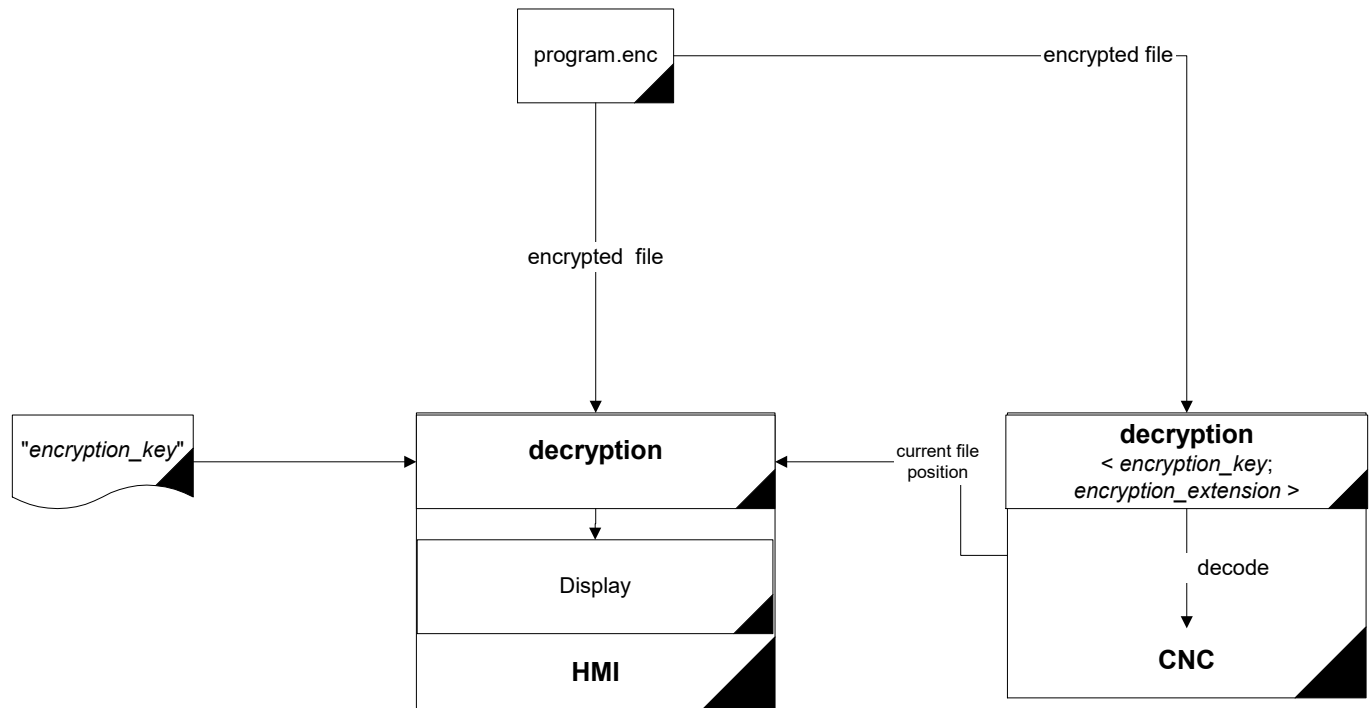 program.enc
encrypted file
encrypted  file
"encryption_key"
decryption
Display
HMI
current file
position
decryption
< encryption_key;
encryption_extension >
decode
CNC